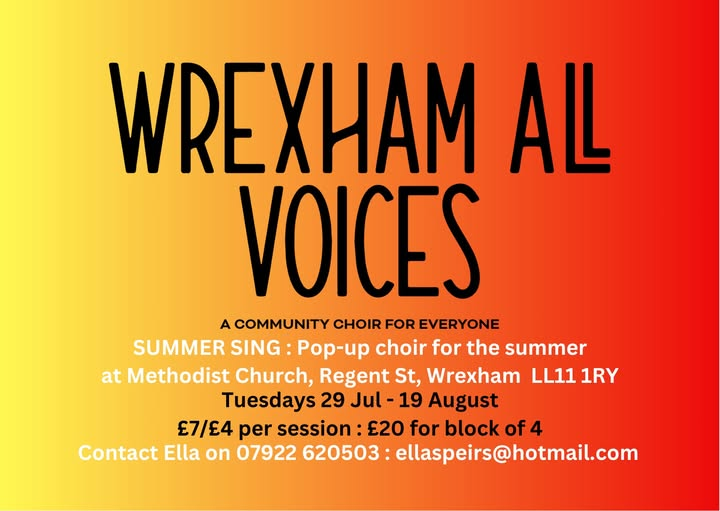 WREXHAM ALL
VOICES
A COMMUNITY CHOIR FOR EVERYONE
SUMMER SING : Pop-up choir for the summer
at Methodist Church, Regent St, Wrexham LL11 1RY
Tuesdays 29 Jul - 19 August
£7/£4 per session : £20 for block of 4
Contact Ella on 07922 620503 : ellaspeirs@hotmail.com